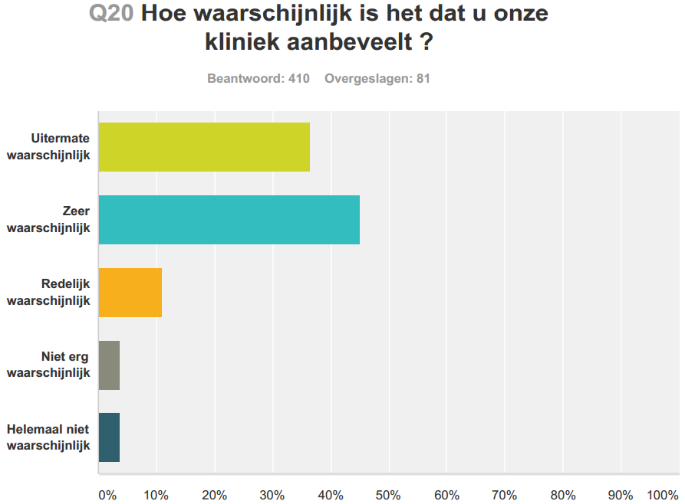 Q20 Hoe waarschijnlijk is het dat u onze
kliniek aanbeveelt ?
Beantwoord: 410 Overgeslagen: 81
Uitermate
waarschijnlijk
Zeer
waarschijnlijk
Redelijk
waarschijnlijk
Niet erg
waarschijnlijk
Helemaal niet
waarschijnlijk
0% 10% 20% 30% 40% 50% 60% 70% 80% 90% 100%